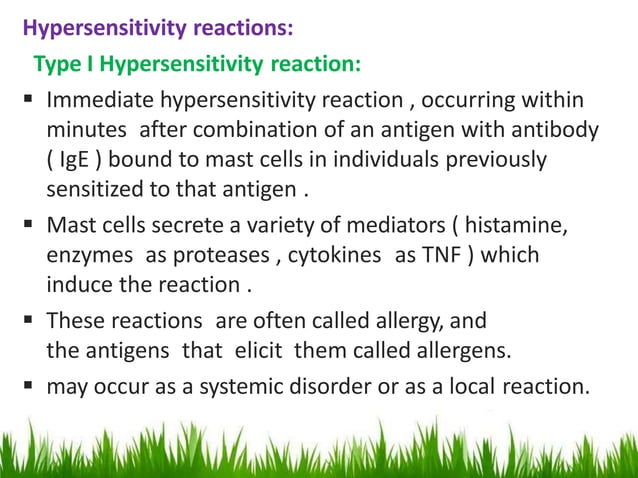 Hypersensitivity reactions:
Type I Hypersensitivity reaction:
▪ Immediate hypersensitivity reaction , occurring within
minutes after combination of an antigen with antibody
( IgE ) bound to mast cells in individuals previously
sensitized to that antigen .
▪ Mast cells secrete a variety of mediators ( histamine,
enzymes as proteases , cytokines as TNF ) which
induce the reaction .
▪ These reactions are often called allergy, and
the antigens that elicit them called allergens.
▪ may occur as a systemic disorder or as a local reaction.